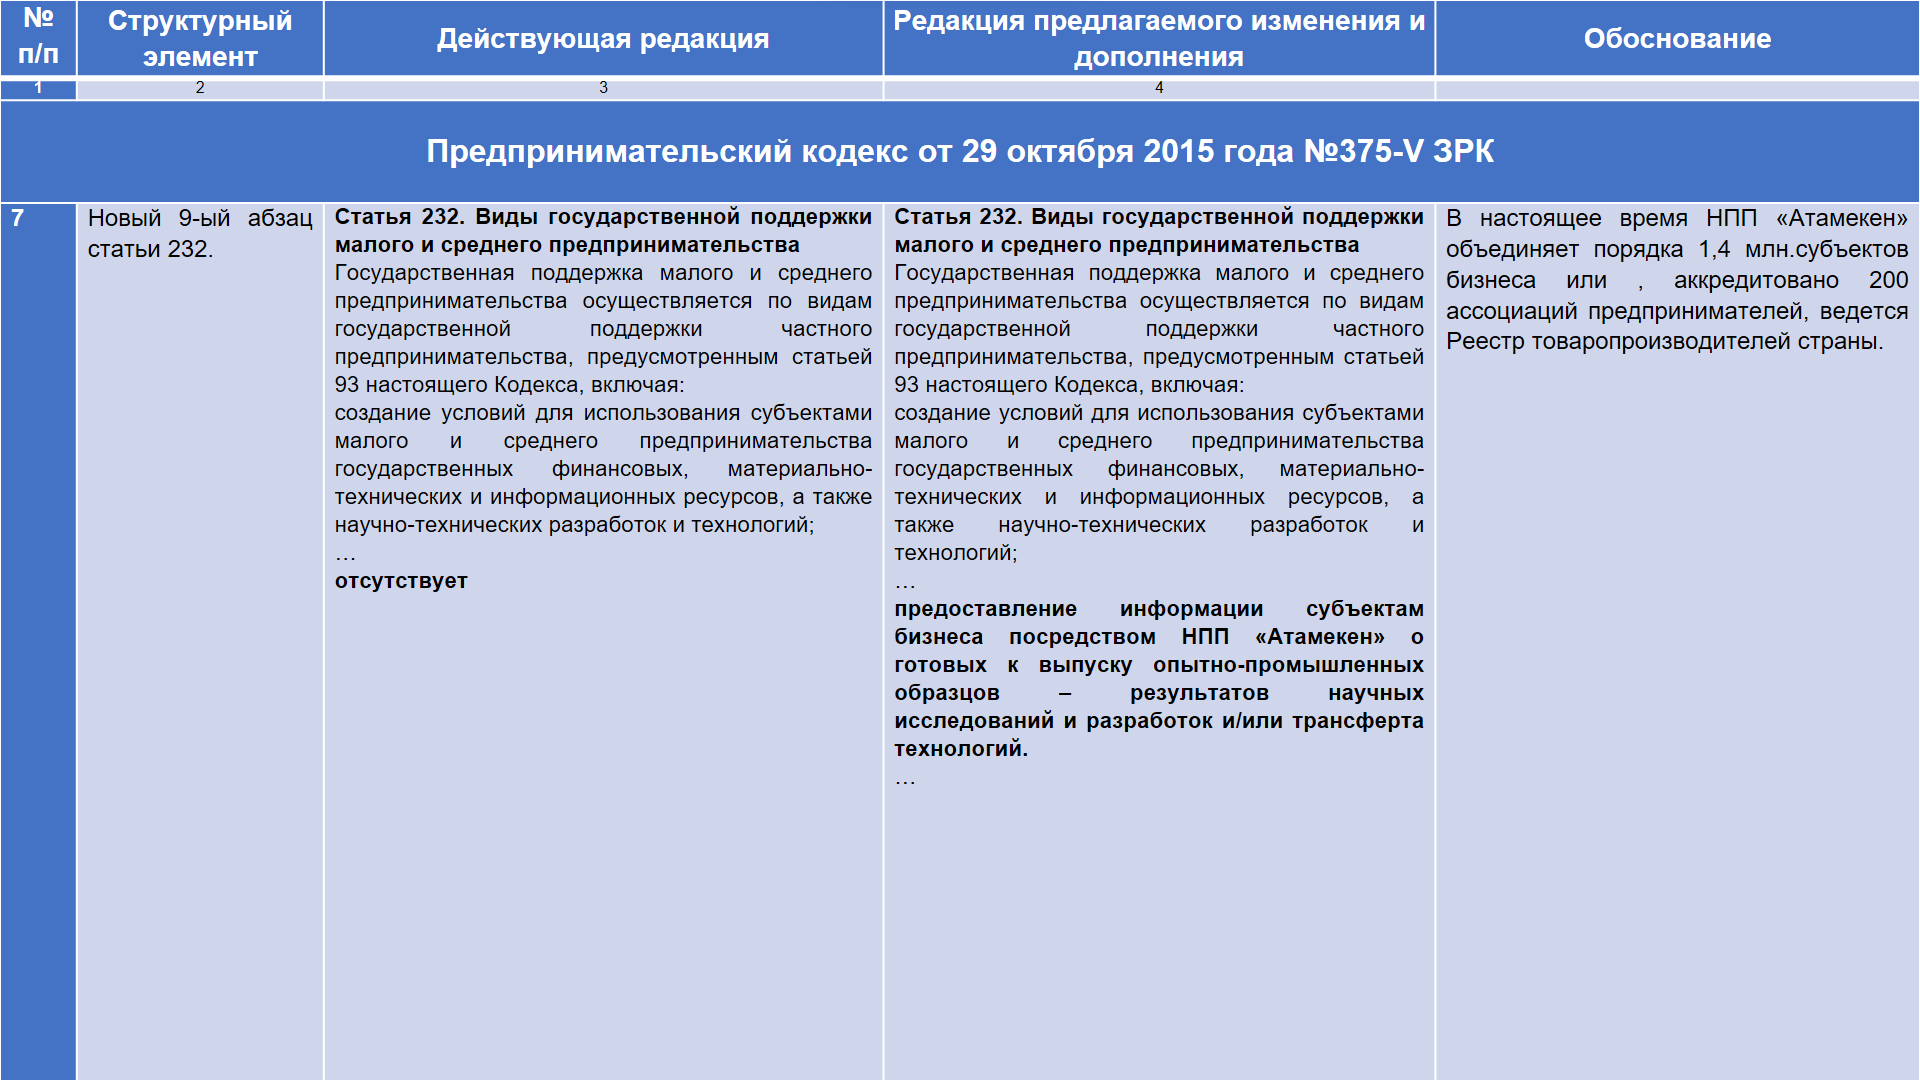 №
п/п
Структурный
элемент
Действующая редакция
Редакция предлагаемого изменения и
дополнения
Обоснование
1
2
3
4
Предпринимательский кодекс от 29 октября 2015 года №375-V ЗРК
7
Новый 9-ый абзац
статьи 232.
Статья 232. Виды государственной поддержки
малого и среднего предпринимательства
Государственная поддержка малого и среднего
предпринимательства осуществляется по видам
государственной поддержки частного
предпринимательства, предусмотренным статьей
93 настоящего Кодекса, включая:
создание условий для использования субъектами
малого и среднего предпринимательства
государственных финансовых, материально-
технических и информационных ресурсов, а также
научно-технических разработок и технологий;
…
отсутствует
Статья 232. Виды государственной поддержки
малого и среднего предпринимательства
Государственная поддержка малого и среднего
предпринимательства осуществляется по видам
государственной поддержки частного
предпринимательства, предусмотренным статьей
93 настоящего Кодекса, включая:
создание условий для использования субъектами
малого и среднего предпринимательства
государственных финансовых, материально-
технических и информационных ресурсов, а
также научно-технических разработок и
технологий;
…
предоставление информации субъектам
бизнеса посредством НПП «Атамекен» о
готовых к выпуску опытно-промышленных
образцов – результатов научных
исследований и разработок и/или трансферта
технологий.
…
В настоящее время НПП «Атамекен»
объединяет порядка 1,4 млн.субъектов
бизнеса или , аккредитовано 200
ассоциаций предпринимателей, ведется
Реестр товаропроизводителей страны.